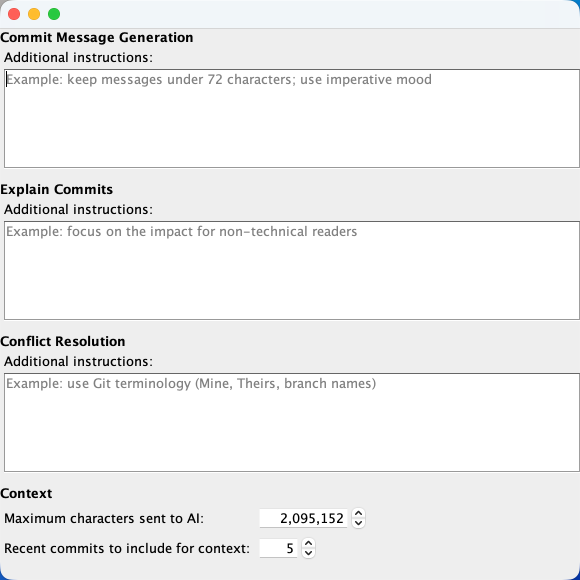 Commit Message Generation
Additional instructions:
Example: keep messages under 72 characters; use imperative mood
Explain Commits
Additional instructions:
Example: focus on the impact for non-technical readers
Conflict Resolution
Additional instructions:
Example: use Git terminology (Mine, Theirs, branch names)
Context
Maximum characters sent to AI: 2,095,152
Recent commits to include for context: 5